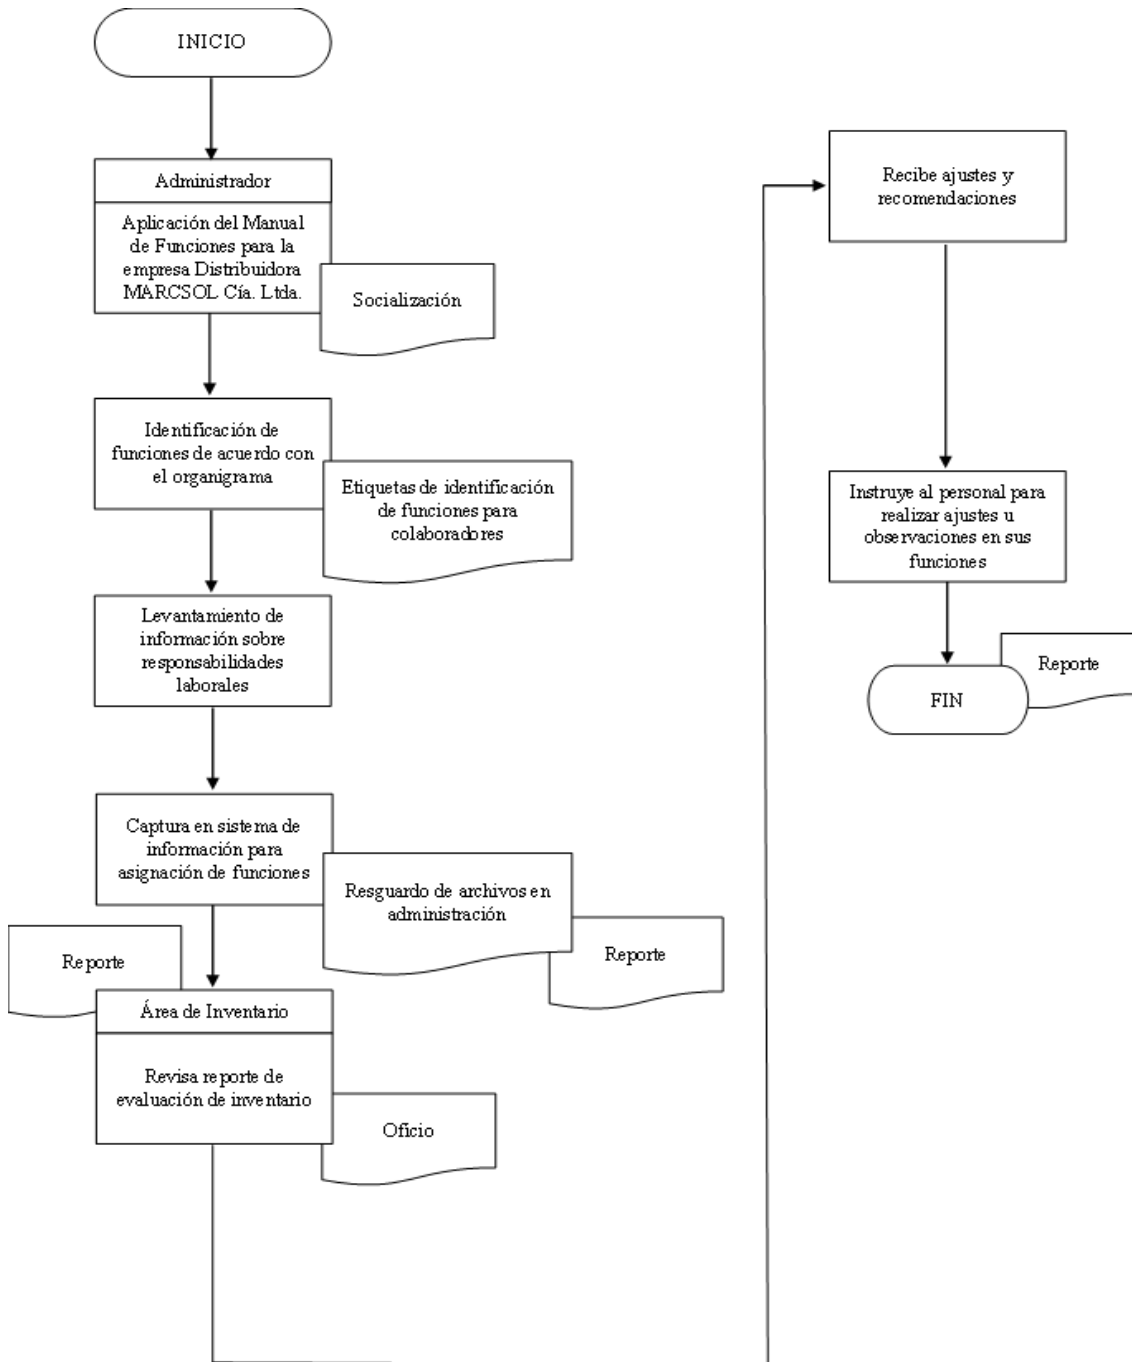 INICIO
Administrador
Aplicación del Manual
de Funciones para la
empresa Distribuidora
MARCSOL Cía. Ltda.
Socialización
Identificación de
funciones de acuerdo con
el organigrama
Etiquetas de identificación
de funciones para
colaboradores
Levantamiento de
información sobre
responsabilidades
laborales
Captura en sistema de
información para
asignación de funciones
Resguardo de archivos en
administración
Reporte
Reporte
Área de Inventario
Revisa reporte de
evaluación de inventario
Oficio
Recibe ajustes y
recomendaciones
Instruye al personal para
realizar ajustes u
observaciones en sus
funciones
Reporte
FIN